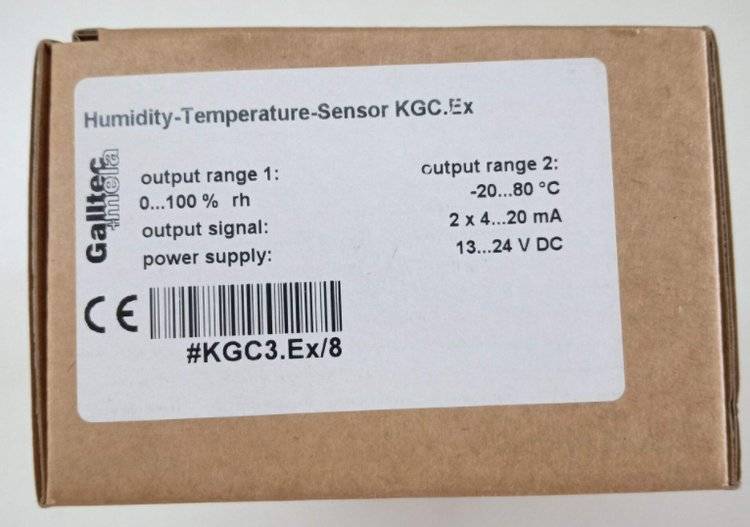 Humidity-Temperature-Sensor KGC.Ex
Galltec
+mela
output range 1:
0...100 % rh
output signal:
power supply:
output range 2:
-20...80 °C
2 x 4...20 mA
13...24 V DC
CE
#KGC3.Ex/8